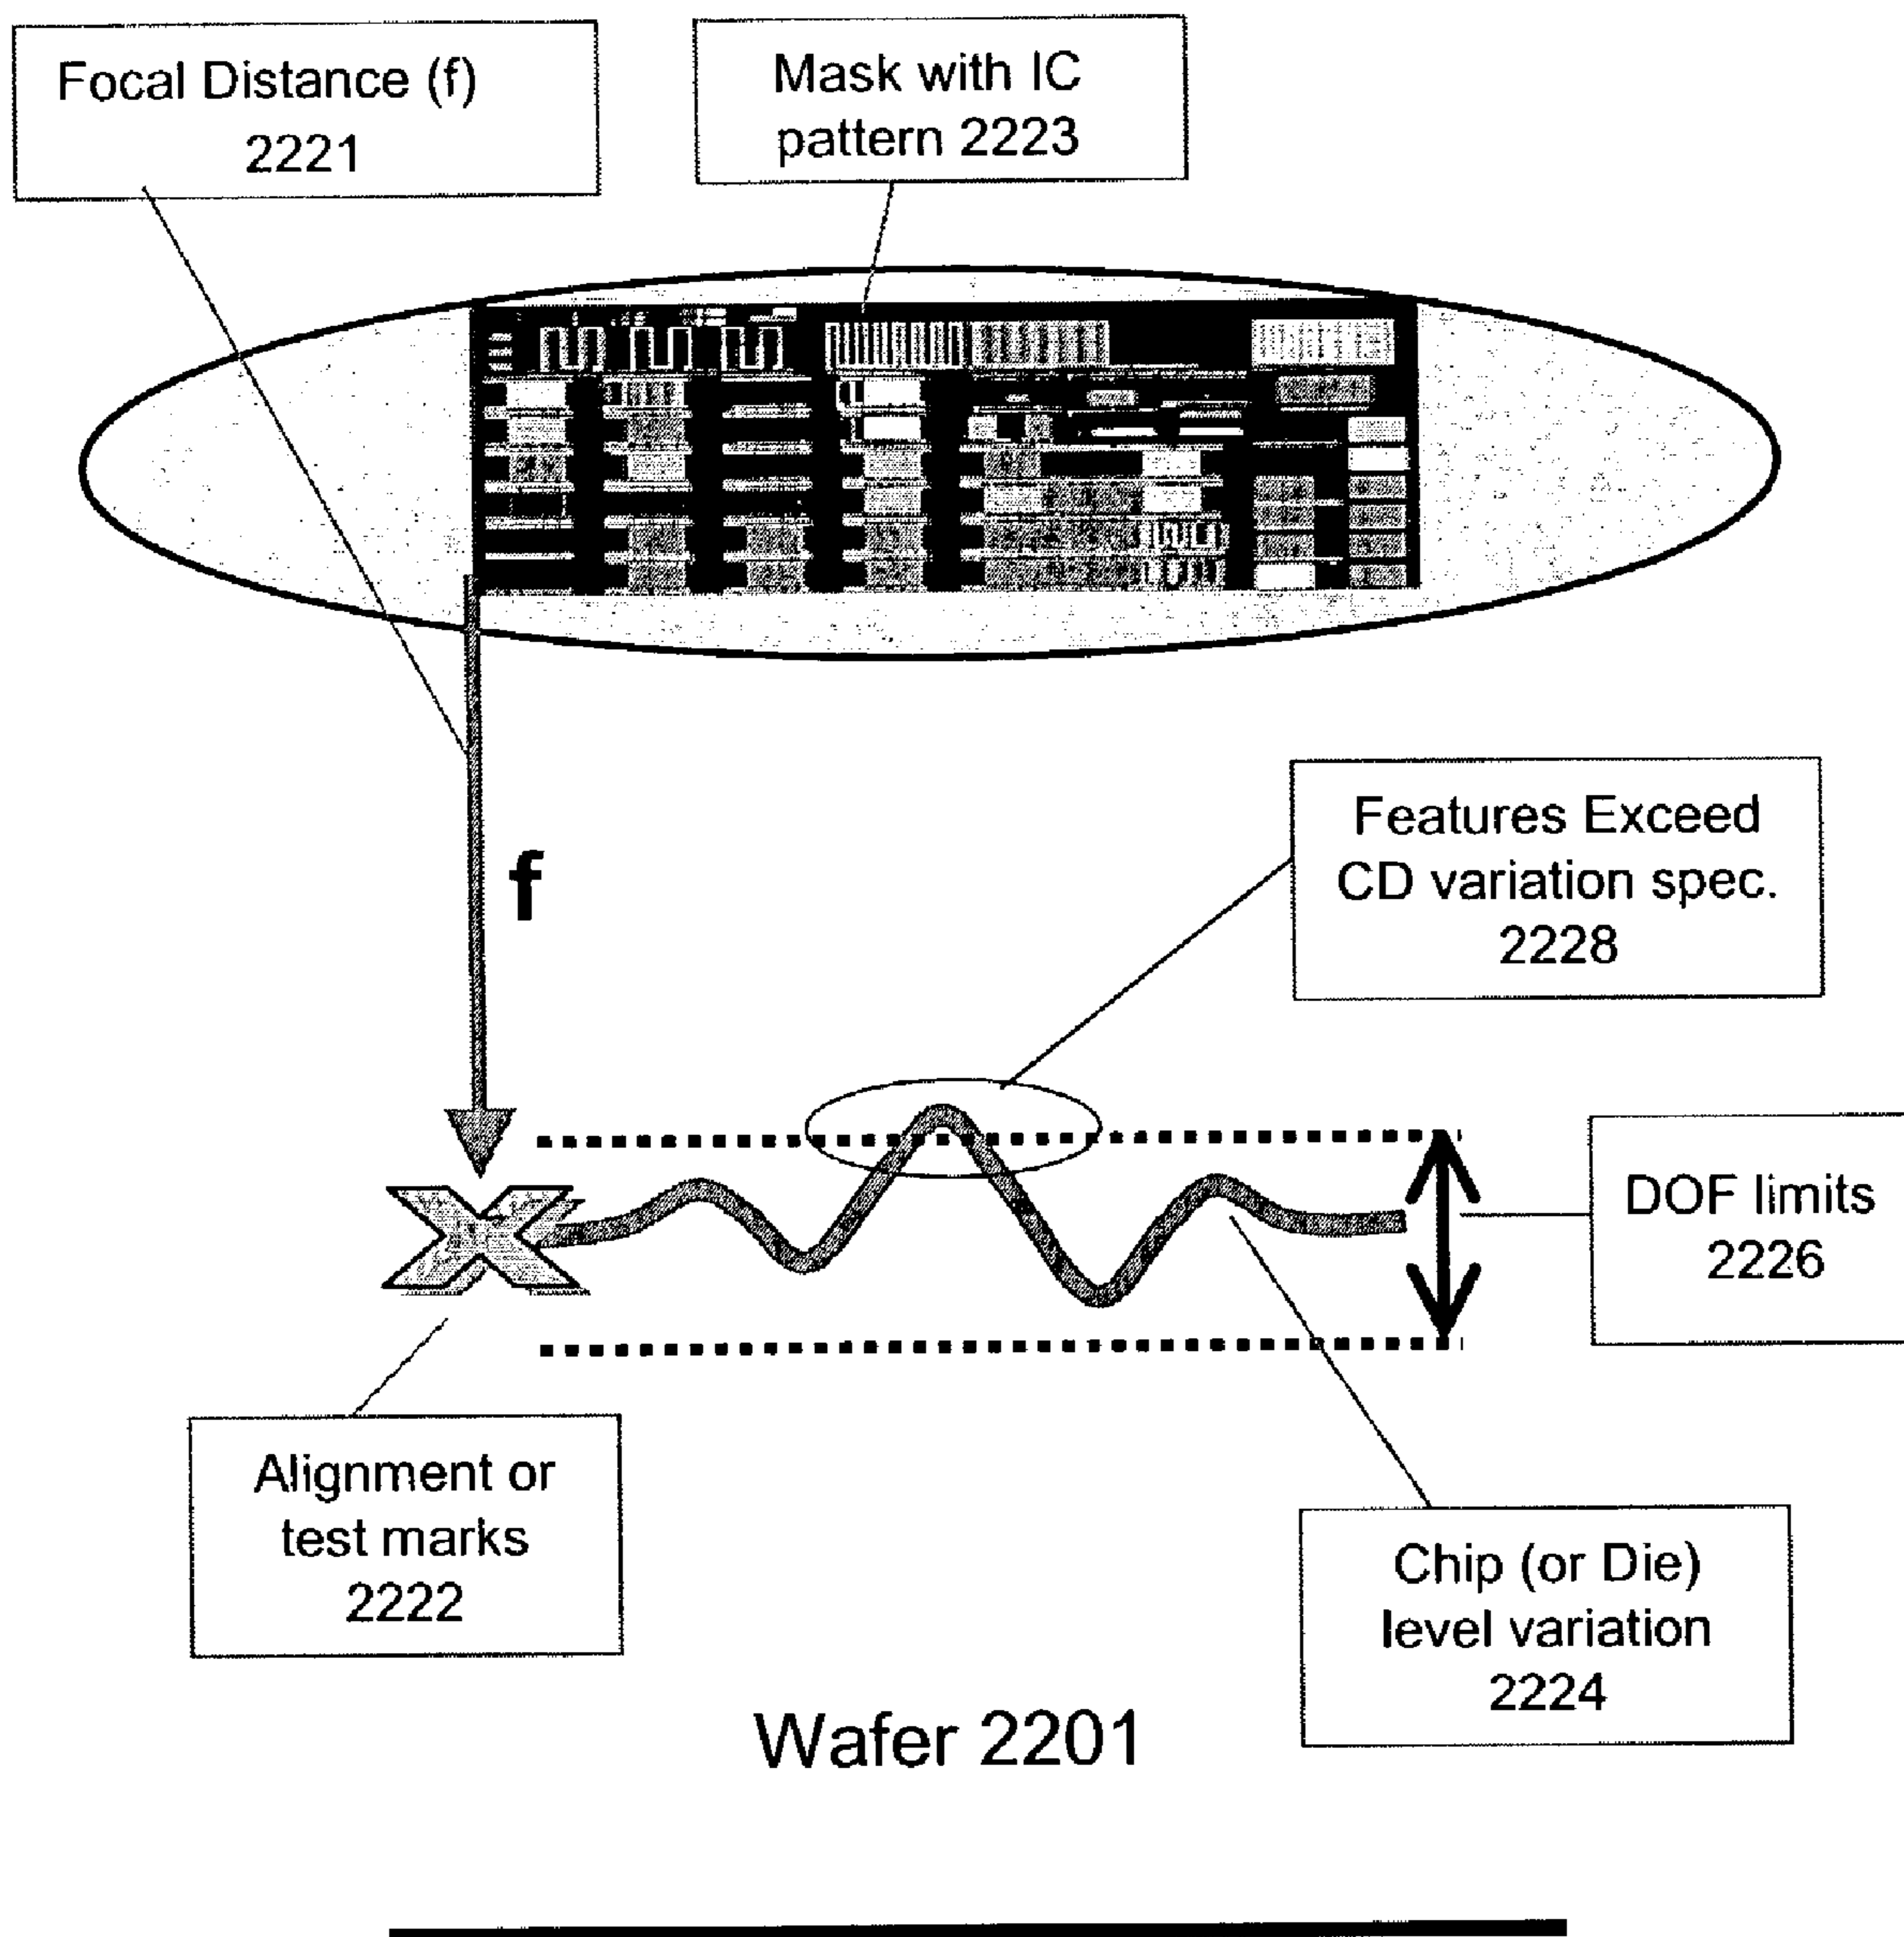 Focal Distance (f)
2221
Mask with IC
pattern 2223
f
Features Exceed
CD variation spec.
2228
DOF limits
2226
Alignment or
test marks
2222
Chip (or Die)
level variation
2224
Wafer 2201